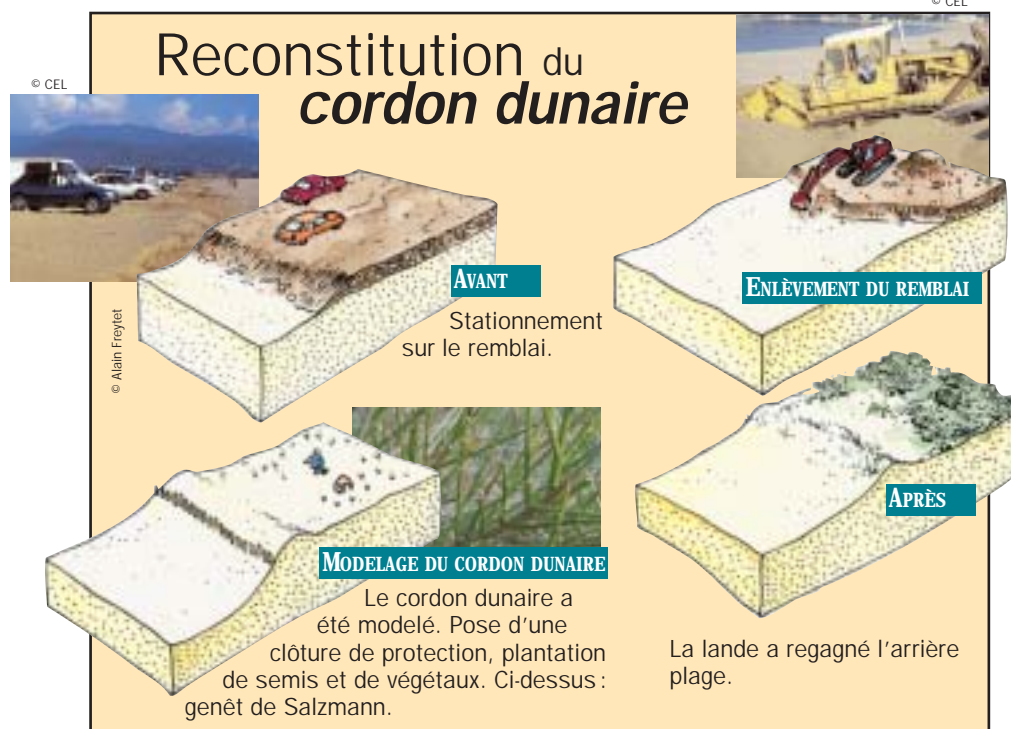 © CEL
Reconstitution du
cordon dunaire
© CEL
AVANT
Stationnement
sur le remblai.
ENLÈVEMENT DU REMBLAI
© Alain Freytet
MODELAGE DU CORDON DUNAIRE
Le cordon dunaire a
été modelé. Pose d'une
clôture de protection, plantation
de semis et de végétaux. Ci-dessus :
genêt de Salzmann.
APRÈS
La lande a regagné l'arrière
plage.